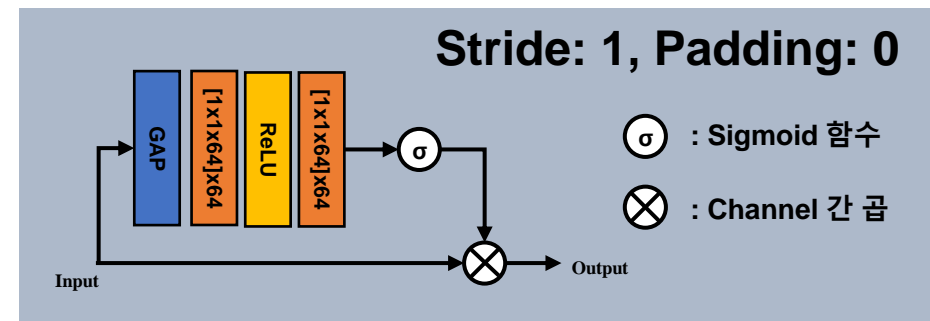 Stride: 1, Padding: 0
GAP
[1x1x64]x64
ReLU
[1x1x64]x64
σ
σ : Sigmoid 함수
: Channel 간 곱
Input
Output